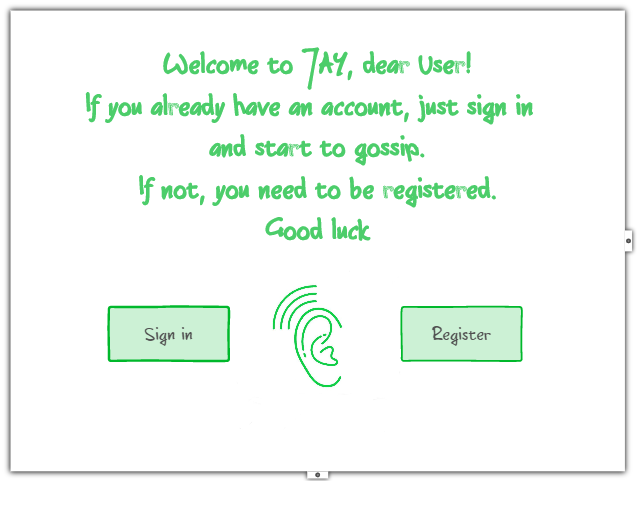 Welcome to 7AY, dear User!
If you already have an account, just sign in
and start to gossip.
If not, you need to be registered.
Good luck
Sign in
Register